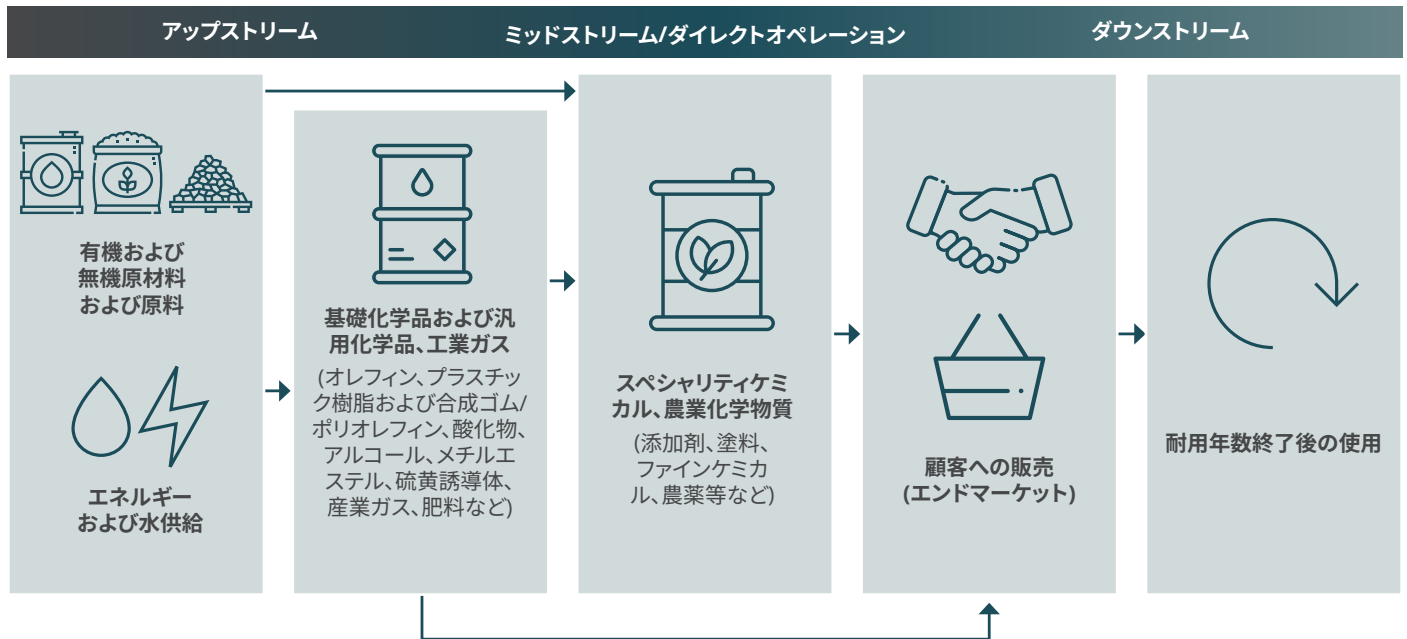 アップストリーム
ミッドストリーム/ダイレクトオペレーション
ダウンストリーム
有機および
無機原材料
および原料
エネルギー
および水供給
基礎化学品および汎
用化学品、工業ガス
(オレフィン、プラスチッ
ク樹脂および合成ゴム/
ポリオレフィン、酸化物、
アルコール、メチルエ
ステル、硫黄誘導体、
産業ガス、肥料など)
スペシャリティケミ
カル、農業化学物質
(添加剤、塗料、
ファインケミカ
ル、農薬等など)
顧客への販売
(エンドマーケット)
耐用年数終了後の使用